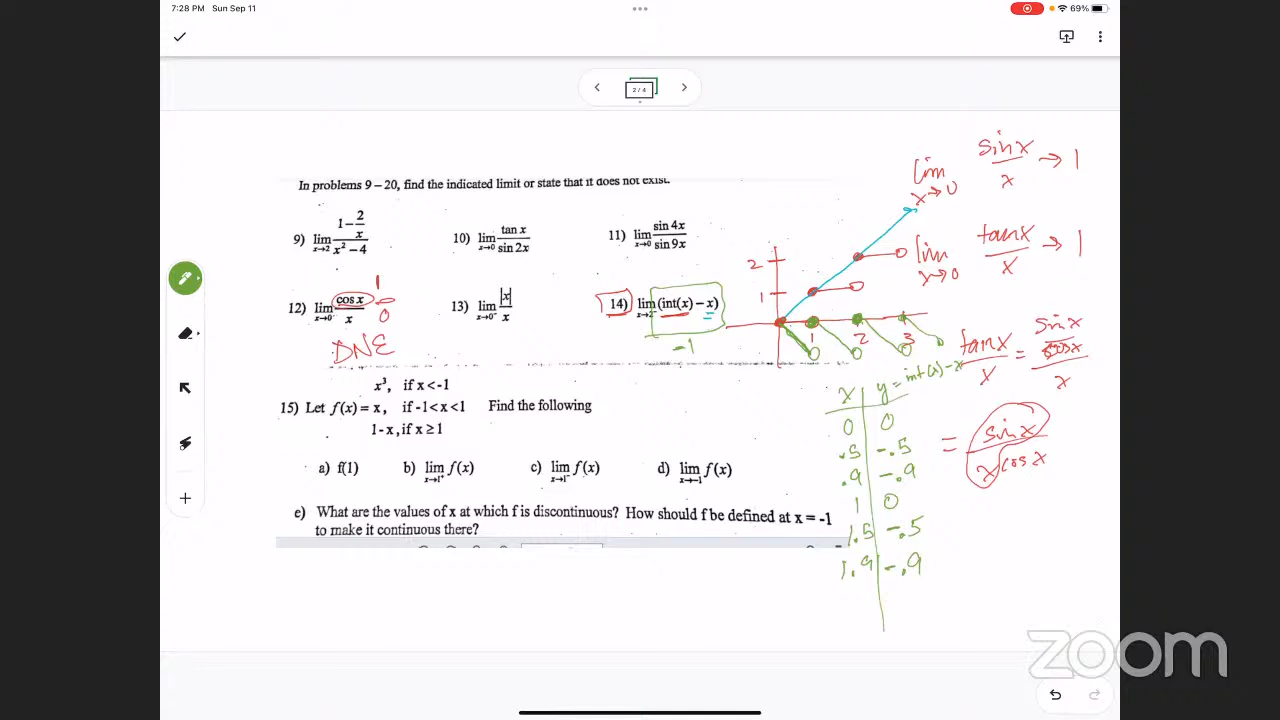 7:28 PM Sun Sep 11
69%
2 / 4
In problems 9 – 20, find the indicated limit or state that it does not exist.
9) lim x→2 (1 - 2/x)/(x² – 4)
10) lim x→0 tan x / sin 2x
11) lim x→0 sin 4x / sin 9x
12) lim x→0 cos x / x
1
0
DNE
13) lim x→0⁻ |x| / x
14) lim x→2⁻ (int(x) – x)
-1
x³, if x < -1
15) Let f(x) = x, if -1 < x < 1 Find the following
1 - x, if x ≥ 1
a) f(1) b) lim x→1⁺ f(x) c) lim x→1⁻ f(x) d) lim x→-1 f(x)
e) What are the values of x at which f is discontinuous? How should f be defined at x = -1
to make it continuous there?
2
1
1 2 3
lim x→0 sin x / x → 1
lim x→0 tan x / x → 1
tan x / x = (sin x / cos x) / x
= sin x / x cos x
x y = int(x) - x
0 0
.5 -.5
.9 -.9
1 0
1.5 -.5
1.9 -.9
zoom